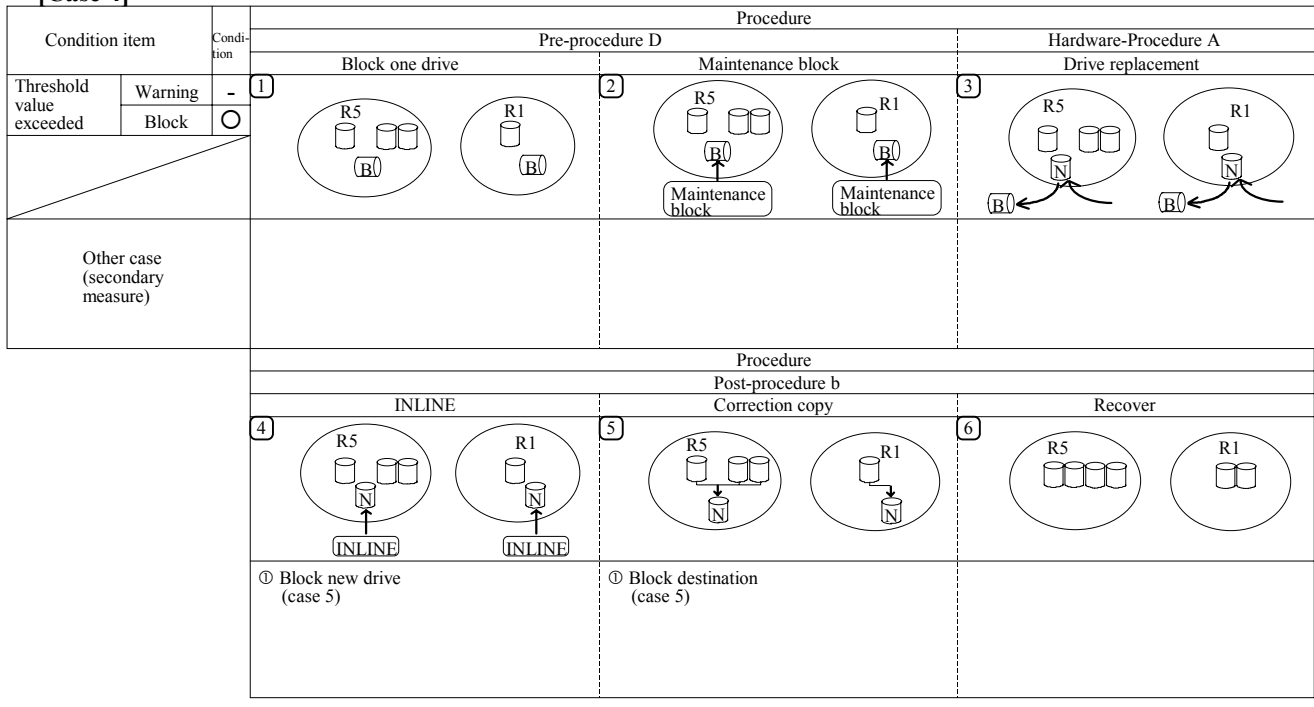 [Case 4]
Procedure
Condition item
Condi-
tion
Pre-procedure D
Hardware-Procedure A
Block one drive
Maintenance block
Drive replacement
Threshold
value
exceeded
Warning
-
Block
○
1
R5
B
R1
B
2
R5
B
Maintenance
block
R1
B
Maintenance
block
3
R5
N
B
R1
N
B
Other case
(secondary
measure)
Procedure
Post-procedure b
INLINE
Correction copy
Recover
4
R5
N
INLINE
R1
N
INLINE
5
R5
N
R1
N
6
R5
R1
① Block new drive
(case 5)
① Block destination
(case 5)